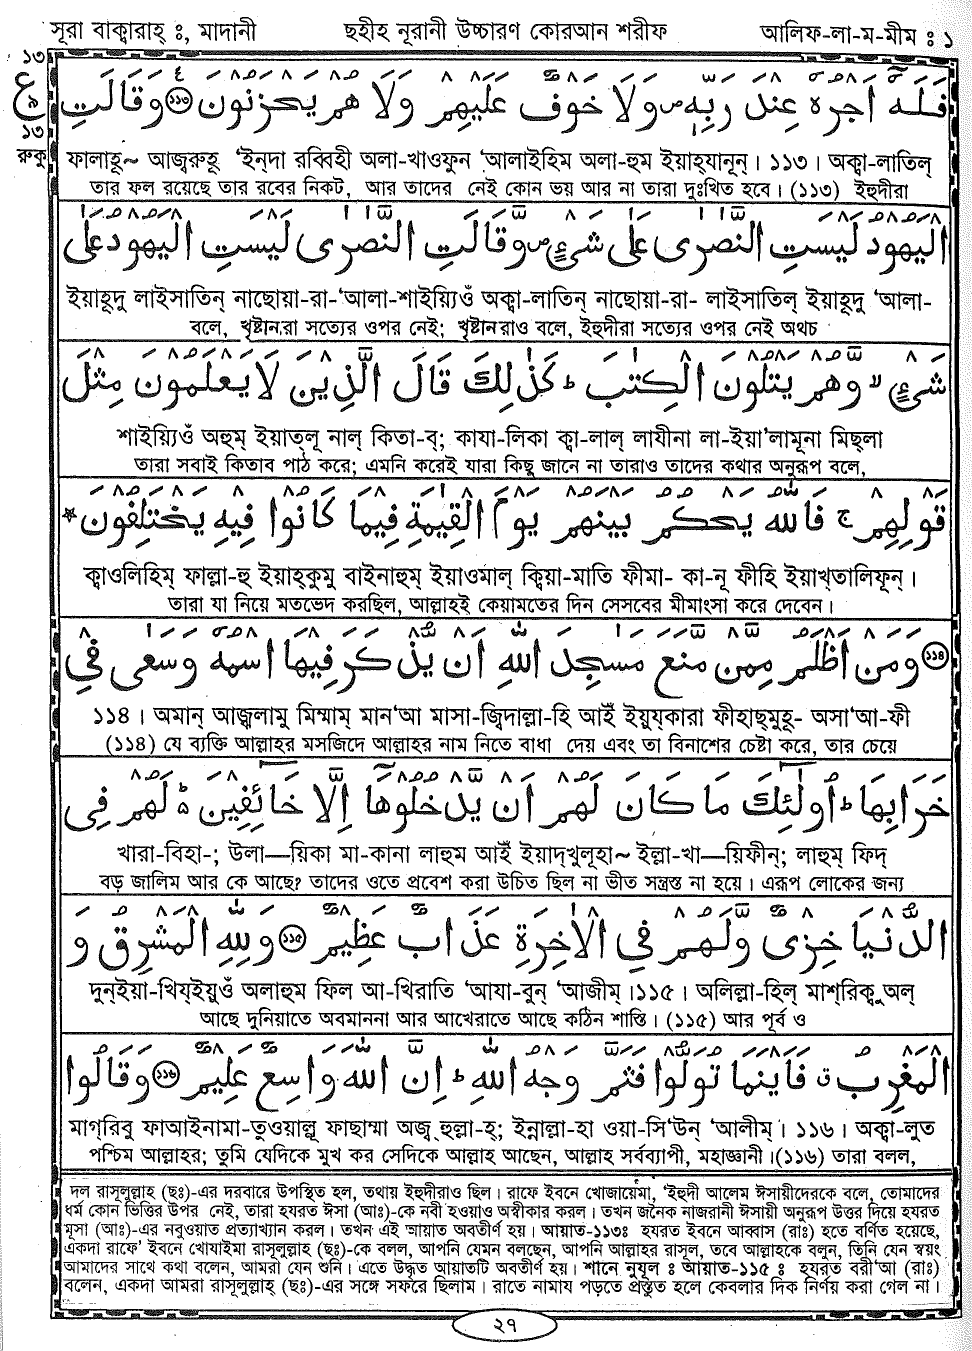 সূরা বাক্বারাহ্ ঃ, মাদানী ছহীহ নূরানী উচ্চারণ কোরআন শরীফ আলিফ-লা-ম-মীম ঃ ১
১৩
ع
৯
১৩
রুকু
فَلَهٗٓ اَجْرُهٗ عِنْدَ رَبِّهٖ ص وَلَا خَوْفٌ عَلَيْهِمْ وَلَا هُمْ يَحْزَنُوْنَ ১১৩ وَقَالَتِ
ফালাহূ~ আজ্বরুহূ ‘ইন্দা রব্বিহী অলা-খাওফুন ‘আলাইহিম অলা-হুম ইয়াহ্যানূন্। ১১৩। অক্বা-লাতিল্
তার ফল রয়েছে তার রবের নিকট, আর তাদের নেই কোন ভয় আর না তারা দুঃখিত হবে। (১১৩) ইহুদীরা
الْيَهُوْدُ لَيْسَتِ النَّصٰرٰى عَلٰى شَيْءٍ ص وَّقَالَتِ النَّصٰرٰى لَيْسَتِ الْيَهُوْدُ عَلٰى
ইয়াহূদু লাইসাতিন্ নাছোয়া-রা-‘আলা-শাইয়্যিওঁ অক্বা-লাতিন্ নাছোয়া-রা- লাইসাতিল্ ইয়াহূদু ‘আলা-
বলে, খৃষ্টানরা সত্যের ওপর নেই; খৃষ্টানরাও বলে, ইহুদীরা সত্যের ওপর নেই অথচ
شَيْءٍ لا وَّهُمْ يَتْلُوْنَ الْكِتٰبَ ط كَذٰلِكَ قَالَ الَّذِيْنَ لَا يَعْلَمُوْنَ مِثْلَ
শাইয়্যিওঁ অহুম্ ইয়াত্লূ নাল্ কিতা-ব্; কাযা-লিকা ক্বা-লাল্ লাযীনা লা-ইয়া’লামূনা মিছ্লা
তারা সবাই কিতাব পাঠ করে; এমনি করেই যারা কিছু জানে না তারাও তাদের কথার অনুরূপ বলে,
قَوْلِهِمْ ج فَاللّٰهُ يَحْكُمُ بَيْنَهُمْ يَوْمَ الْقِيٰمَةِ فِيْمَا كَانُوْا فِيْهِ يَخْتَلِفُوْنَ *
ক্বাওলিহিম্ ফাল্লা-হু ইয়াহ্কুমু বাইনাহুম্ ইয়াওমাল্ ক্বিয়া-মাতি ফীমা- কা-নূ ফীহি ইয়াখ্তালিফূন্।
তারা যা নিয়ে মতভেদ করছিল, আল্লাহই কেয়ামতের দিন সেসবের মীমাংসা করে দেবেন।
১১৪ وَمَنْ اَظْلَمُ مِمَّنْ مَّنَعَ مَسٰجِدَ اللّٰهِ اَنْ يُّذْكَرَ فِيْهَا اسْمُهٗ وَسَعٰى فِيْ
১১৪। অমান্ আজ্লামু মিম্মাম্ মান‘আ মাসা-জ্বিদাল্লা-হি আইঁ ইয়ুয্কারা ফীহাছ্মুহূ- অসা‘আ-ফী
(১১৪) যে ব্যক্তি আল্লাহর মসজিদে আল্লাহর নাম নিতে বাধা দেয় এবং তা বিনাশের চেষ্টা করে, তার চেয়ে
خَرَابِهَا ط اُولٰٓئِكَ مَا كَانَ لَهُمْ اَنْ يَّدْخُلُوْهَآ اِلَّا خَآئِفِيْنَ ط لَهُمْ فِي
খারা-বিহা-; উলা—য়িকা মা-কানা লাহুম আইঁ ইয়াদ্খুলূহা~ ইল্লা-খা—য়িফীন্; লাহুম্ ফিদ্
বড় জালিম আর কে আছে? তাদের ওতে প্রবেশ করা উচিত ছিল না ভীত সন্ত্রস্ত না হয়ে। এরূপ লোকের জন্য
الدُّنْيَا خِزْىٌ وَّلَهُمْ فِي الْاٰخِرَةِ عَذَابٌ عَظِيْمٌ ১১৫ وَلِلّٰهِ الْمَشْرِقُ وَ
দুন্ইয়া-খিয্ইয়ুওঁ অলাহুম ফিল আ-খিরাতি ‘আযা-বুন্ ‘আজীম্।১১৫। অলিল্লা-হিল্ মাশ্রিকু অল্
আছে দুনিয়াতে অবমাননা আর আখেরাতে আছে কঠিন শাস্তি। (১১৫) আর পূর্ব ও
الْمَغْرِبُ ق فَاَيْنَمَا تُوَلُّوْا فَثَمَّ وَجْهُ اللّٰهِ ط اِنَّ اللّٰهَ وَاسِعٌ عَلِيْمٌ ১১৬ وَقَالُوا
মাগ্রিবু ফাআইনামা-তুওয়াল্লূ ফাছাম্মা অজ্ব্ হুল্লা-হ্; ইন্নাল্লা-হা ওয়া-সি‘উন্ ‘আলীম্। ১১৬। অক্বা-লুত
পশ্চিম আল্লাহর; তুমি যেদিকে মুখ কর সেদিকে আল্লাহ আছেন, আল্লাহ সর্বব্যাপী, মহাজ্ঞানী।(১১৬) তারা বলল,
দল রাসূলুল্লাহ (ছঃ)-এর দরবারে উপস্থিত হল, তথায় ইহুদীরাও ছিল। রাফে ইবনে খোজায়েমা, ‘ইহুদী আলেম ঈসায়ীদেরকে বলে, তোমাদের
ধর্ম কোন ভিত্তির উপর নেই, তারা হযরত ঈসা (আঃ)-কে নবী হওয়াও অস্বীকার করল। তখন জনৈক নাজরানী ঈসায়ী অনুরূপ উত্তর দিয়ে হযরত
মূসা (আঃ)-এর নবুওয়াত প্রত্যাখ্যান করল। তখন এই আয়াত অবতীর্ণ হয়। আয়াত-১১৩ঃ হযরত ইবনে আব্বাস (রাঃ) হতে বর্ণিত হয়েছে,
একদা রাফে’ ইবনে খোযাইমা রাসূলুল্লাহ (ছঃ)-কে বলল, আপনি যেমন বলছেন, আপনি আল্লাহর রাসূল, তবে আল্লাহকে বলুন, তিনি যেন স্বয়ং
আমাদের সাথে কথা বলেন, আমরা যেন শুনি। এতে উদ্ধৃত আয়াতটি অবতীর্ণ হয়। শানে নুযূল ঃ আয়াত-১১৫ ঃ হযরত রবী‘আ (রাঃ)
বলেন, একদা আমরা রাসূলুল্লাহ (ছঃ)-এর সঙ্গে সফরে ছিলাম। রাতে নামায পড়তে প্রস্তুত হলে কেবলার দিক নির্ণয় করা গেল না।
২৭